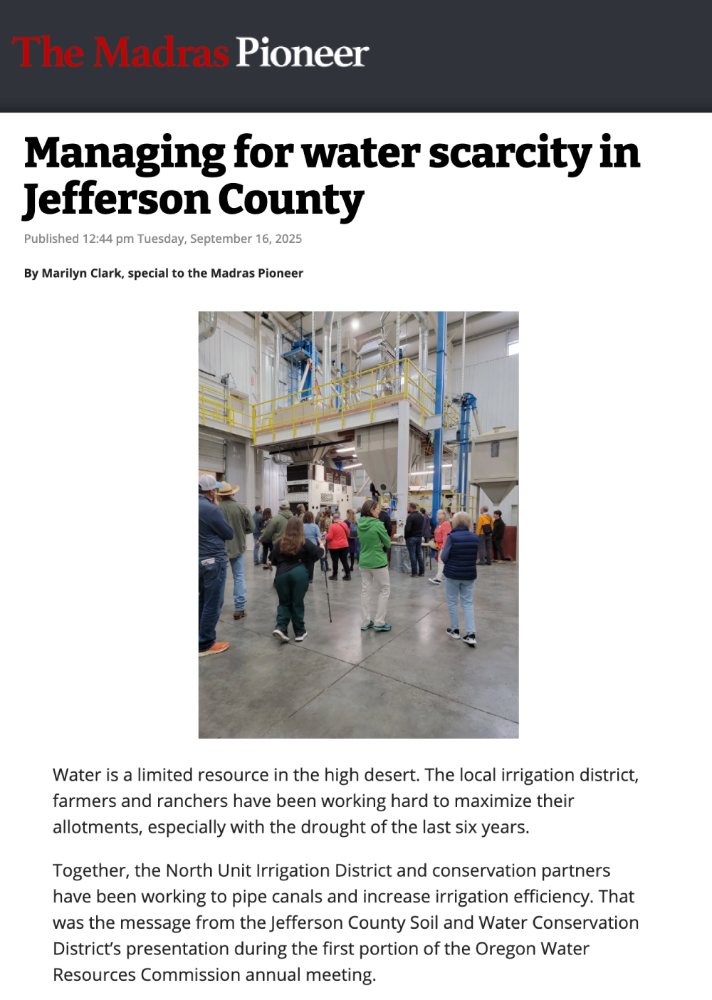 The Madras Pioneer
Managing for water scarcity in
Jefferson County
Published 12:44 pm Tuesday, September 16, 2025
By Marilyn Clark, special to the Madras Pioneer
Water is a limited resource in the high desert. The local irrigation district,
farmers and ranchers have been working hard to maximize their
allotments, especially with the drought of the last six years.
Together, the North Unit Irrigation District and conservation partners
have been working to pipe canals and increase irrigation efficiency. That
was the message from the Jefferson County Soil and Water Conservation
District’s presentation during the first portion of the Oregon Water
Resources Commission annual meeting.